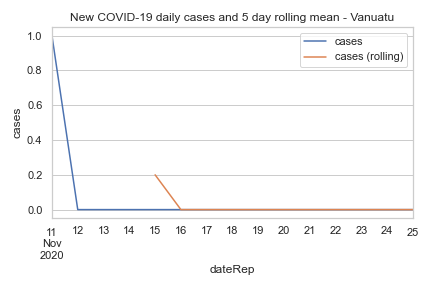 New COVID-19 daily cases and 5 day rolling mean - Vanuatu
cases
cases (rolling)
cases
1.0
0.8
0.6
0.4
0.2
0.0
11 12 13 14 15 16 17 18 19 20 21 22 23 24 25
Nov
2020
dateRep